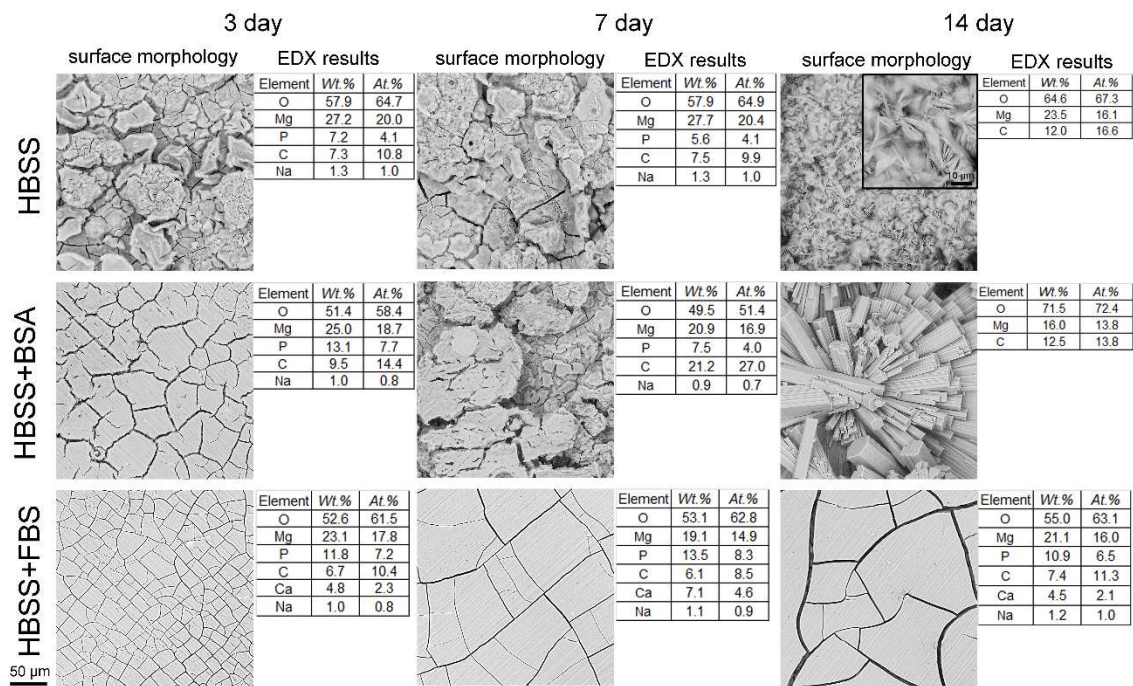 3 day 7 day 14 day
surface morphology EDX results surface morphology EDX results surface morphology EDX results
HBSS
Element Wt.% At.%
O 57.9 64.7
Mg 27.2 20.0
P 7.2 4.1
C 7.3 10.8
Na 1.3 1.0
Element Wt.% At.%
O 57.9 64.9
Mg 27.7 20.4
P 5.6 4.1
C 7.5 9.9
Na 1.3 1.0
10 µm
Element Wt.% At.%
O 64.6 67.3
Mg 23.5 16.1
C 12.0 16.6
HBSS+BSA
Element Wt.% At.%
O 51.4 58.4
Mg 25.0 18.7
P 13.1 7.7
C 9.5 14.4
Na 1.0 0.8
Element Wt.% At.%
O 49.5 51.4
Mg 20.9 16.9
P 7.5 4.0
C 21.2 27.0
Na 0.9 0.7
Element Wt.% At.%
O 71.5 72.4
Mg 16.0 13.8
C 12.5 13.8
HBSS+FBS
Element Wt.% At.%
O 52.6 61.5
Mg 23.1 17.8
P 11.8 7.2
C 6.7 10.4
Ca 4.8 2.3
Na 1.0 0.8
Element Wt.% At.%
O 53.1 62.8
Mg 19.1 14.9
P 13.5 8.3
C 6.1 8.5
Ca 7.1 4.6
Na 1.1 0.9
Element Wt.% At.%
O 55.0 63.1
Mg 21.1 16.0
P 10.9 6.5
C 7.4 11.3
Ca 4.5 2.1
Na 1.2 1.0
50 µm